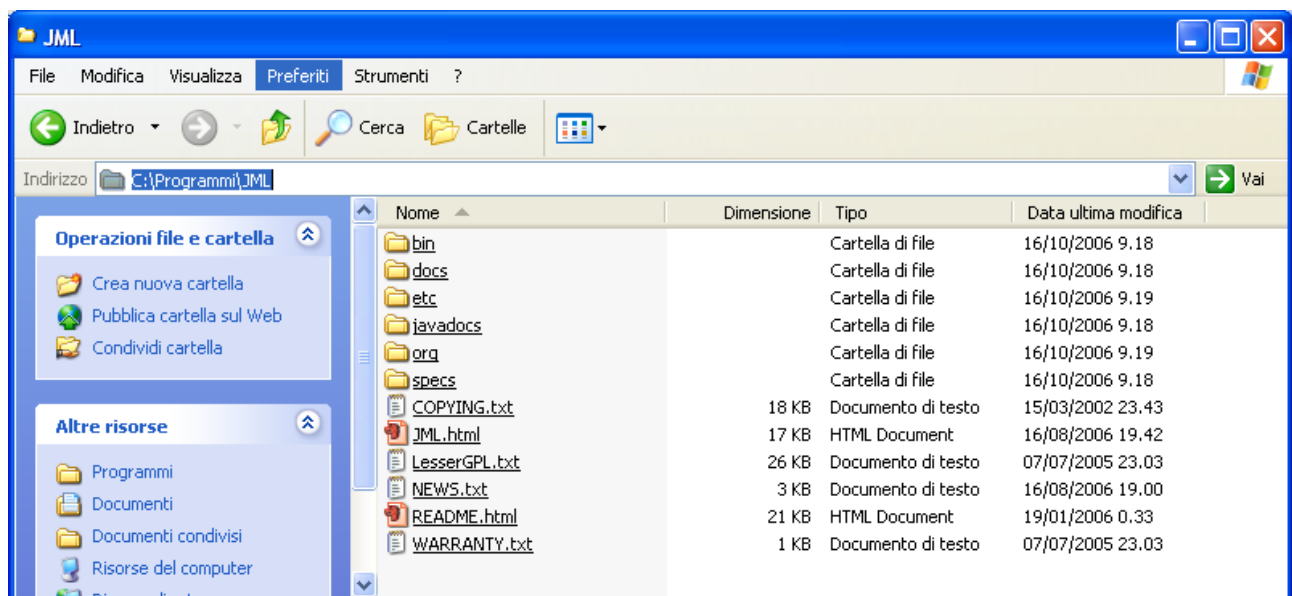 JML
File Modifica Visualizza Preferiti Strumenti ?
Indietro Cerca Cartelle
Indirizzo C:\Programmi\JML Vai
Operazioni file e cartella
Crea nuova cartella
Pubblica cartella sul Web
Condividi cartella
Altre risorse
Programmi
Documenti
Documenti condivisi
Risorse del computer
Nome Dimensione Tipo Data ultima modifica
bin Cartella di file 16/10/2006 9.18
docs Cartella di file 16/10/2006 9.18
etc Cartella di file 16/10/2006 9.19
javadocs Cartella di file 16/10/2006 9.18
org Cartella di file 16/10/2006 9.19
specs Cartella di file 16/10/2006 9.18
COPYING.txt 18 KB Documento di testo 15/03/2002 23.43
JML.html 17 KB HTML Document 16/08/2006 19.42
LesserGPL.txt 26 KB Documento di testo 07/07/2005 23.03
NEWS.txt 3 KB Documento di testo 16/08/2006 19.00
README.html 21 KB HTML Document 19/01/2006 0.33
WARRANTY.txt 1 KB Documento di testo 07/07/2005 23.03